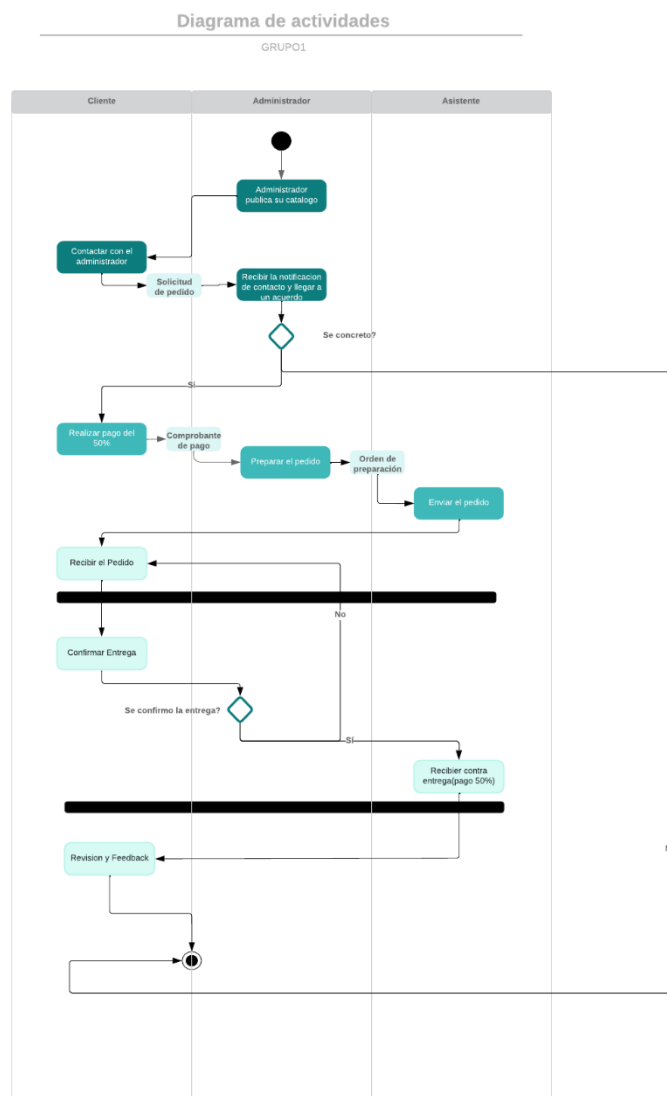 Diagrama de actividades
GRUPO1
Cliente
Administrador
Asistente
Administrador
publica su catalogo
Contactar con el
administrador
Solicitud
de pedido
Recibir la notificacion
de contacto y llegar a
un acuerdo
Se concreto?
Si
Realizar pago del
50%
Comprobante
de pago
Preparar el pedido
Orden de
preparación
Enviar el pedido
Recibir el Pedido
No
Confirmar Entrega
Se confirmo la entrega?
Si
Recibier contra
entrega(pago 50%)
Revision y Feedback